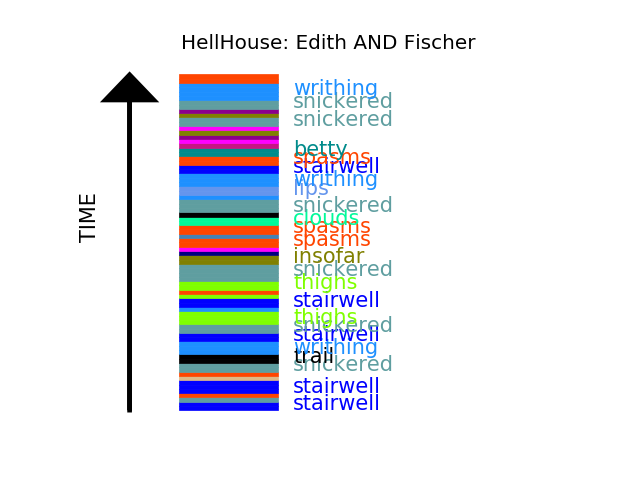 HellHouse: Edith AND Fischer
writhing
snickered
snickered
betty
spasms
stairwell
writhing
lips
snickered
clouds
spasms
spasms
insofar
snickered
thighs
stairwell
thighs
snickered
stairwell
writhing
trail
snickered
stairwell
stairwell
TIME